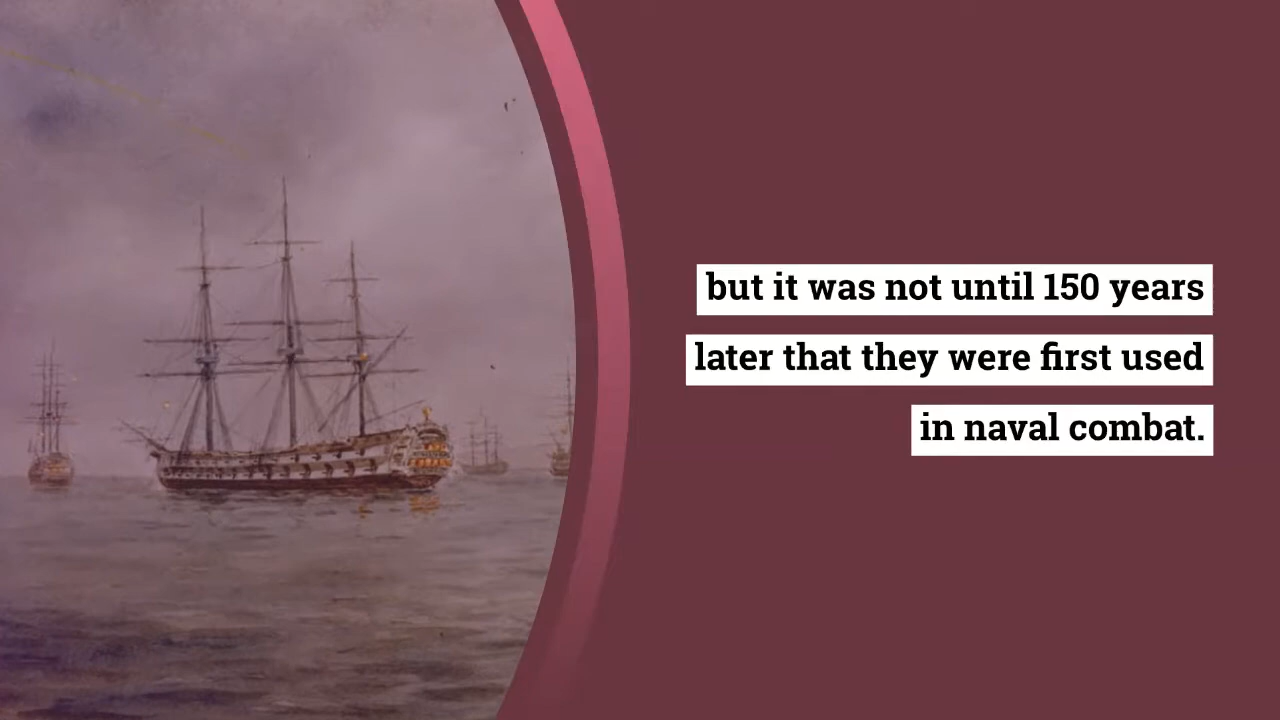 but it was not until 150 years
later that they were first used
in naval combat.